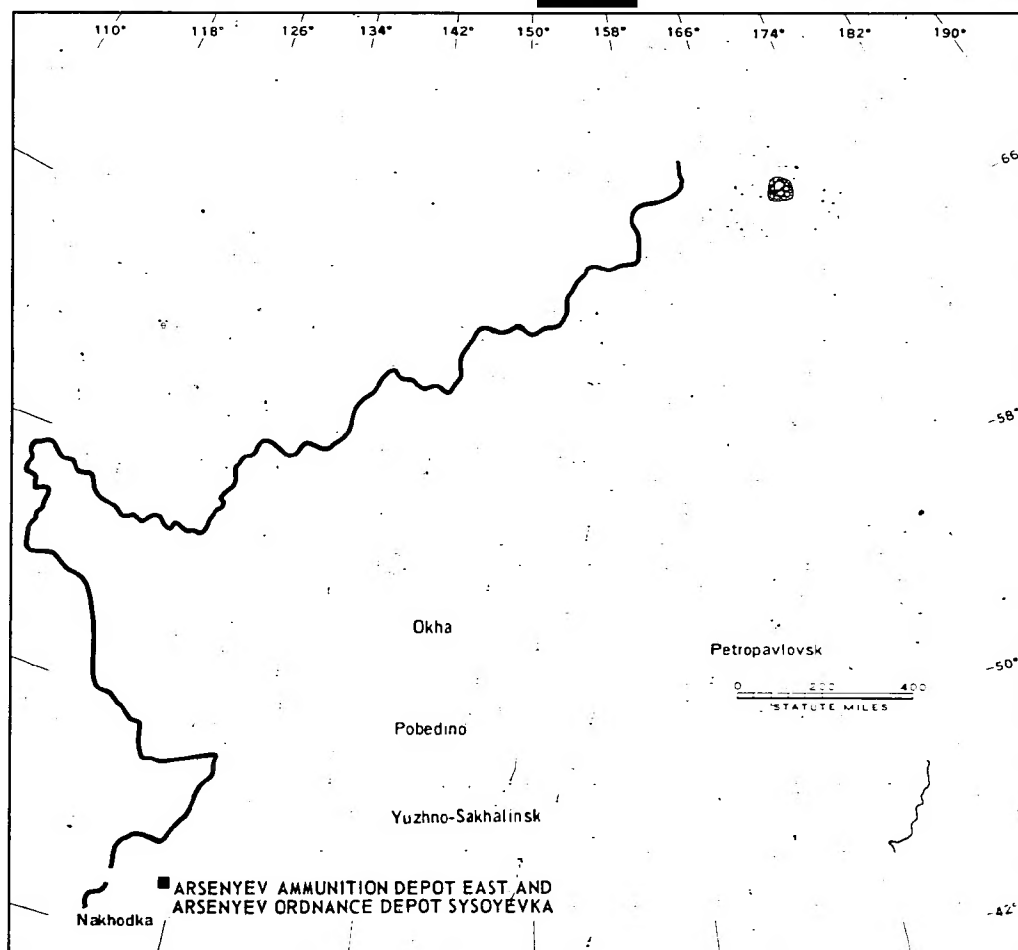 110° 118° 126° 134° 142° 150° 158° 166° 174° 182° 190°
66
58°
Okha
Petropavlovsk
50°
0 200 400
STATUTE MILES
Pobedino
Yuzhno-Sakhalinsk
ARSENYEV AMMUNITION DEPOT EAST AND
ARSENYEV ORDNANCE DEPOT SYSOYEVKA
Nakhodka
42°